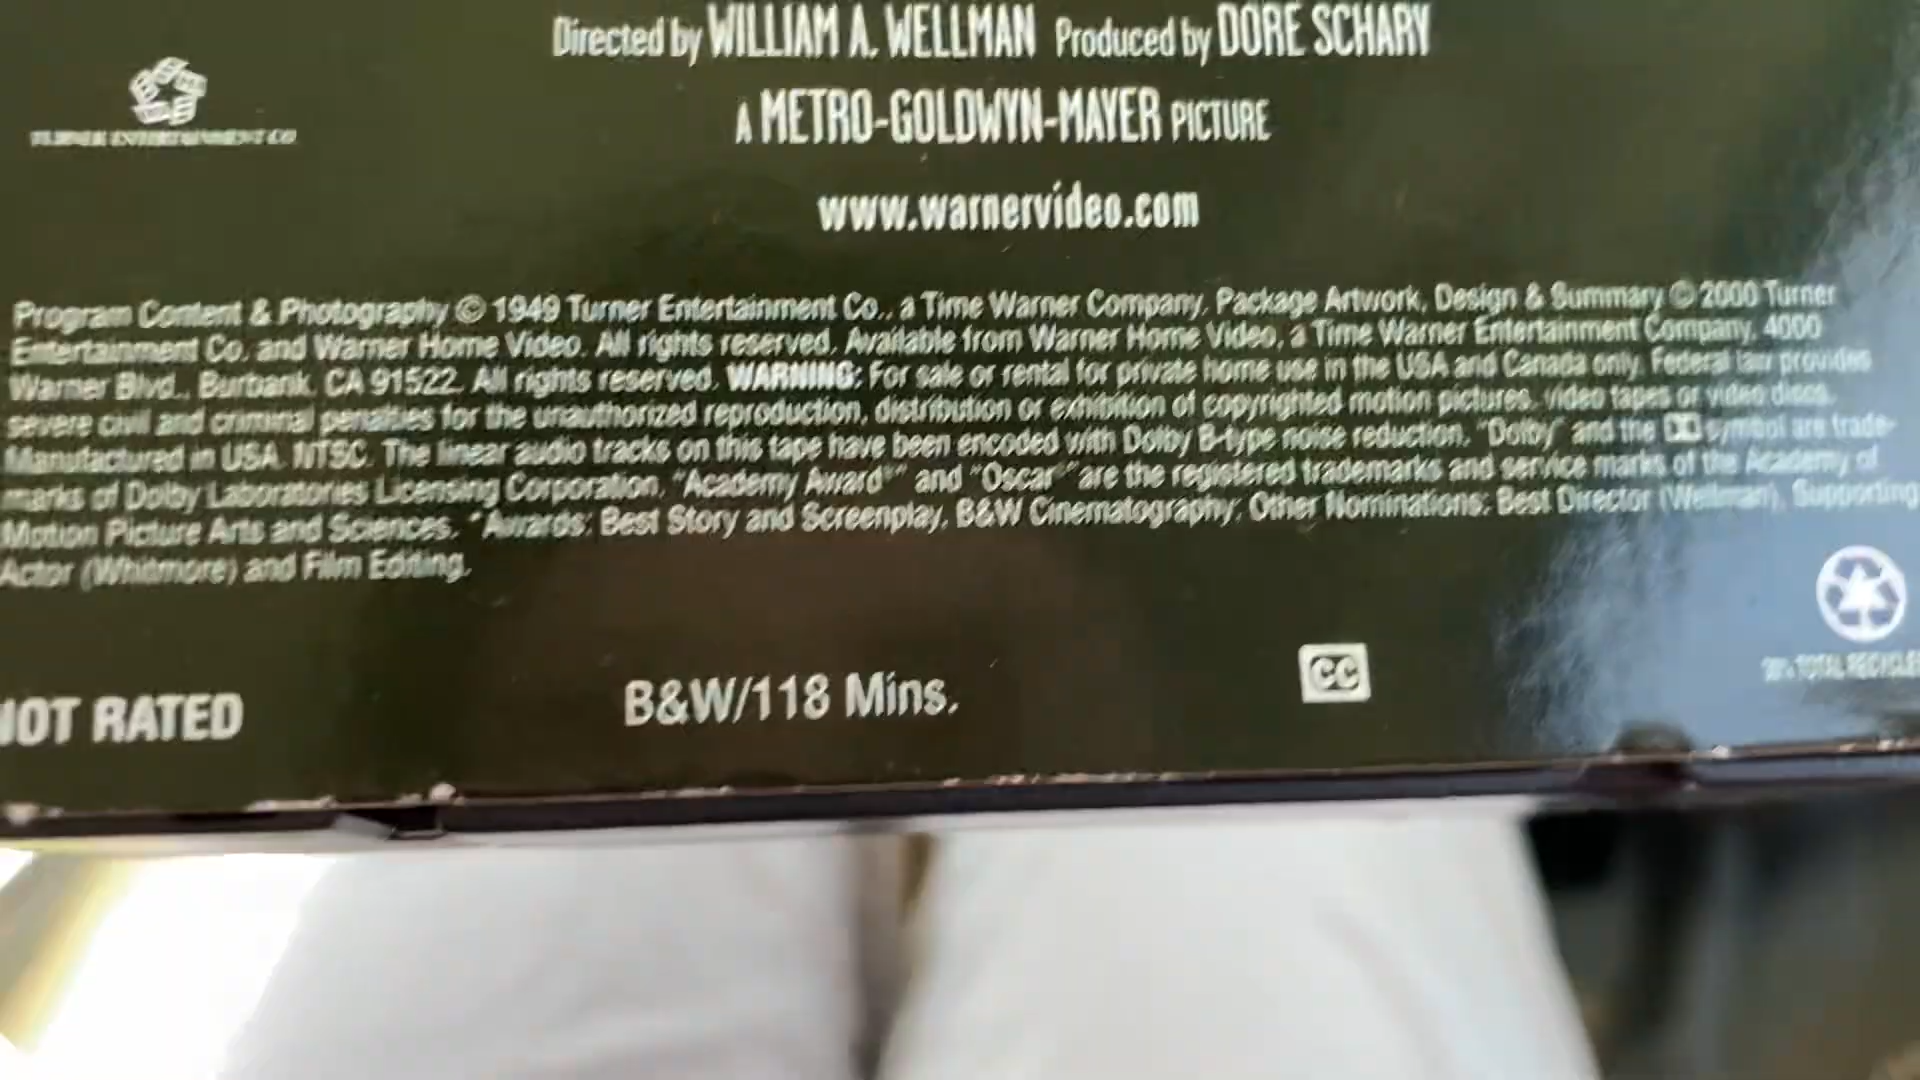 Directed by WILLIAM A. WELLMAN Produced by DORE SCHARY
A METRO-GOLDWYN-MAYER PICTURE
TURNER ENTERTAINMENT CO
www.warnervideo.com
Program Content & Photography © 1949 Turner Entertainment Co., a Time Warner Company. Package Artwork, Design & Summary © 2000 Turner
Entertainment Co. and Warner Home Video. All rights reserved. Available from Warner Home Video, a Time Warner Entertainment Company, 4000
Warner Blvd., Burbank, CA 91522. All rights reserved. WARNING: For sale or rental for private home use in the USA and Canada only. Federal law provides
severe civil and criminal penalties for the unauthorized reproduction, distribution or exhibition of copyrighted motion pictures, video tapes or video discs.
Manufactured in USA. NTSC. The linear audio tracks on this tape have been encoded with Dolby B-type noise reduction. "Dolby" and the symbol are trade-
marks of Dolby Laboratories Licensing Corporation. "Academy Award®" and "Oscar®" are the registered trademarks and service marks of the Academy of
Motion Picture Arts and Sciences. *Awards: Best Story and Screenplay, B&W Cinematography; Other Nominations: Best Director (Wellman), Supporting
Actor (Whitmore) and Film Editing.
NOT RATED
B&W/118 Mins.
CC
TOTAL RECYCLED